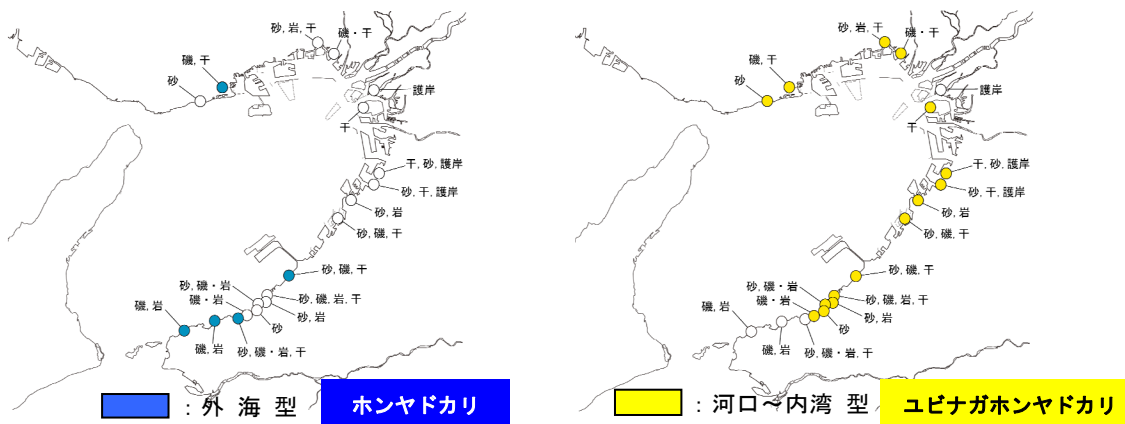 砂, 岩, 干
磯・干
磯, 干
砂
護岸
干
干, 砂, 護岸
砂, 干, 護岸
砂, 岩
砂, 磯, 干
砂, 磯, 干
砂, 磯・岩
磯・岩
砂, 磯, 岩, 干
磯, 岩
砂, 岩
砂
磯, 岩
砂, 磯・岩, 干
：外 海 型
ホンヤドカリ
砂, 岩, 干
磯・干
磯, 干
砂
護岸
干
干, 砂, 護岸
砂, 干, 護岸
砂, 岩
砂, 磯, 干
砂, 磯, 干
砂, 磯・岩
磯・岩
砂, 磯, 岩, 干
磯, 岩
砂, 岩
砂
磯, 岩
砂, 磯・岩, 干
：河口～内湾 型
ユビナガホンヤドカリ